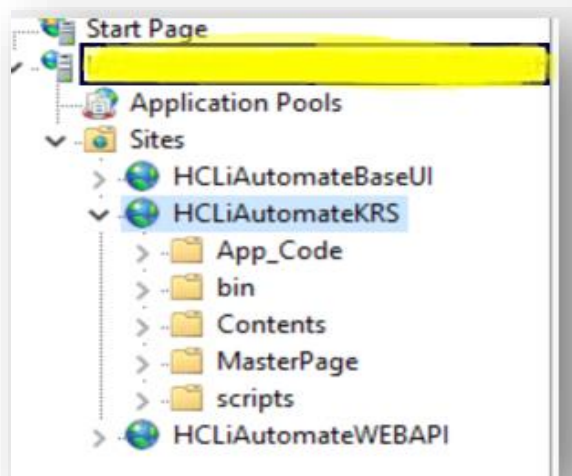 Start Page
Application Pools
Sites
HCLiAutomateBaseUI
HCLiAutomateKRS
App_Code
bin
Contents
MasterPage
scripts
HCLiAutomateWEBAPI